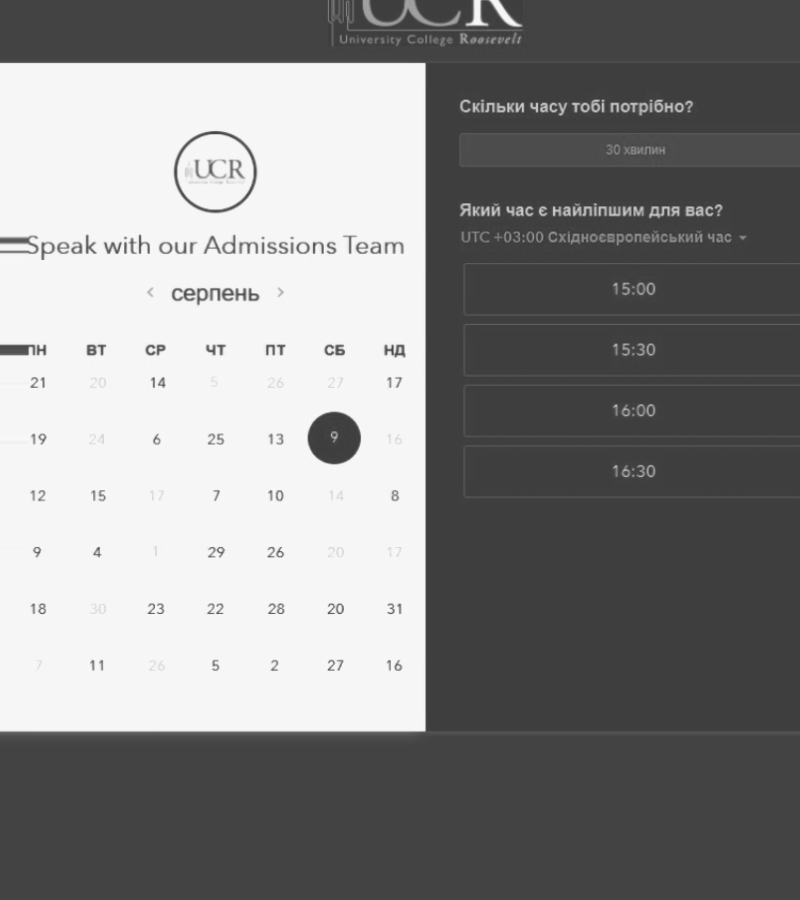 UCR
University College Roosevelt
UCR
Speak with our Admissions Team
серпень
ПН ВТ СР ЧТ ПТ СБ НД
21 20 14 5 26 27 17
19 24 6 25 13 9 16
12 15 17 7 10 14 8
9 4 1 29 26 20 17
18 30 23 22 28 20 31
7 11 26 5 2 27 16
Скільки часу тобі потрібно?
30 хвилин
Який час є найліпшим для вас?
UTC +03:00 Східноєвропейський час
15:00
15:30
16:00
16:30